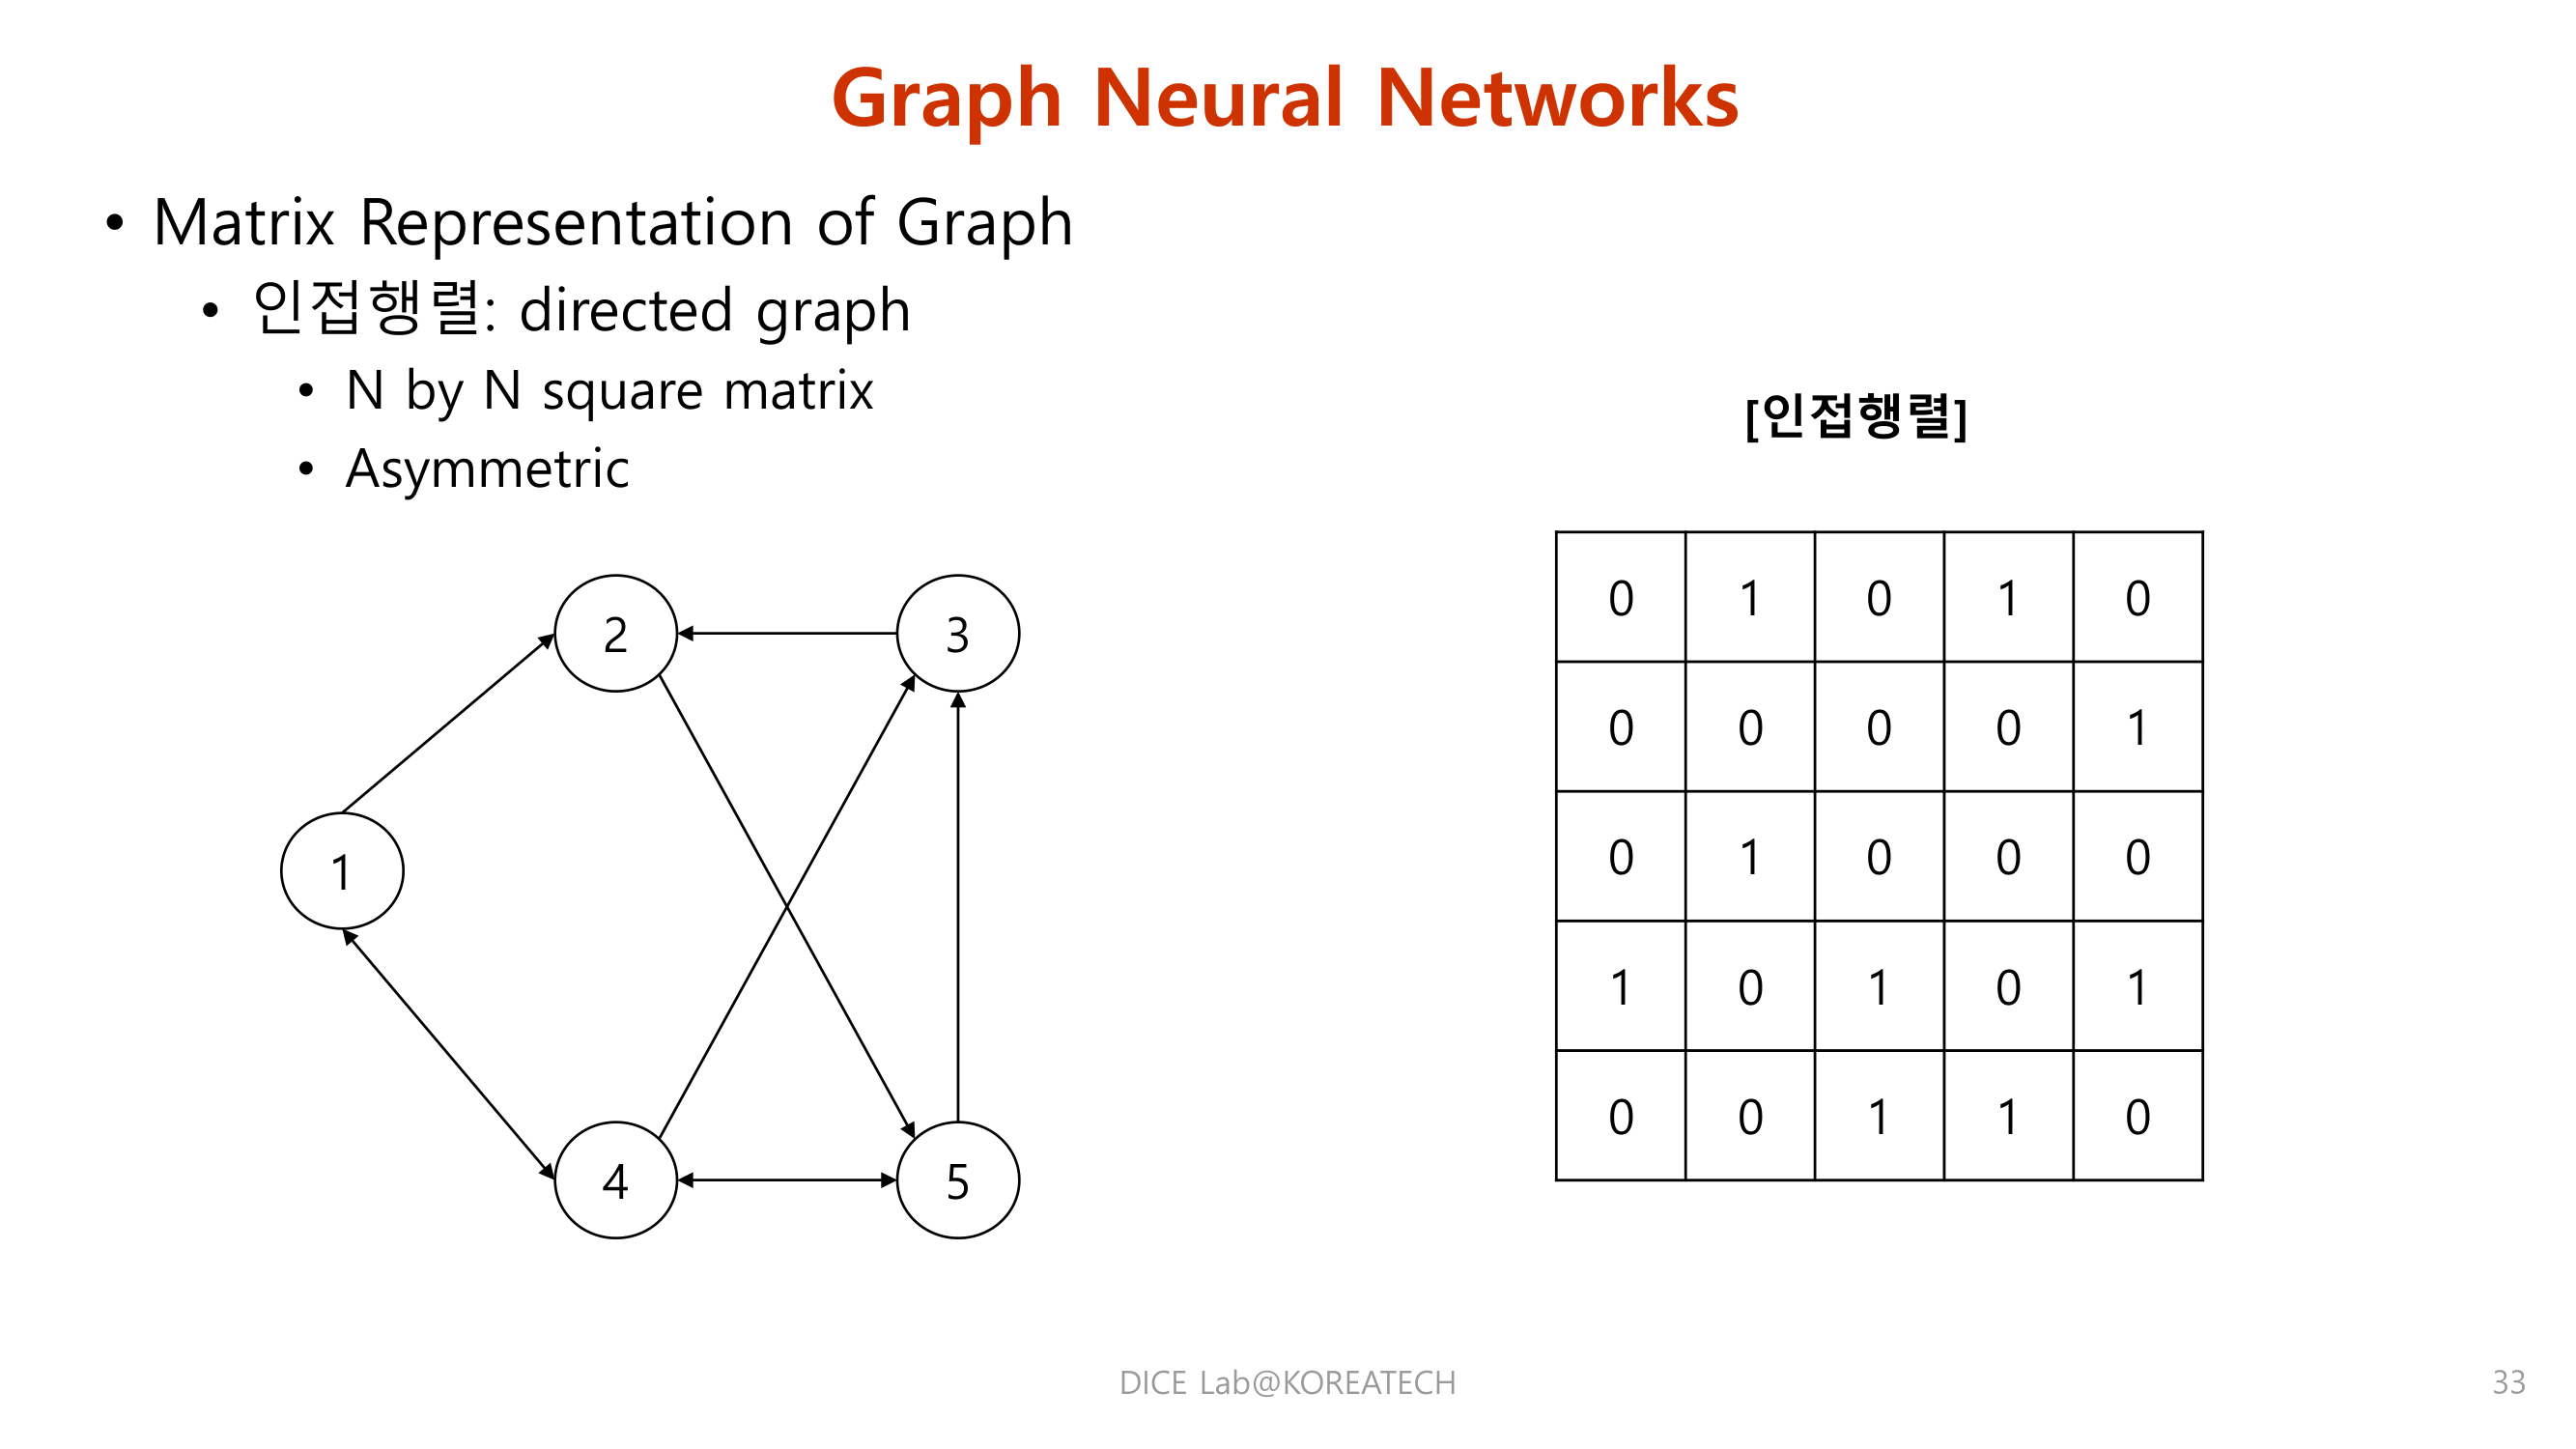 Graph Neural Networks
• Matrix Representation of Graph
• 인접행렬: directed graph
• N by N square matrix
• Asymmetric
[인접행렬]
2
3
1
4
5
0 1 0 1 0
0 0 0 0 1
0 1 0 0 0
1 0 1 0 1
0 0 1 1 0
DICE Lab@KOREATECH
33